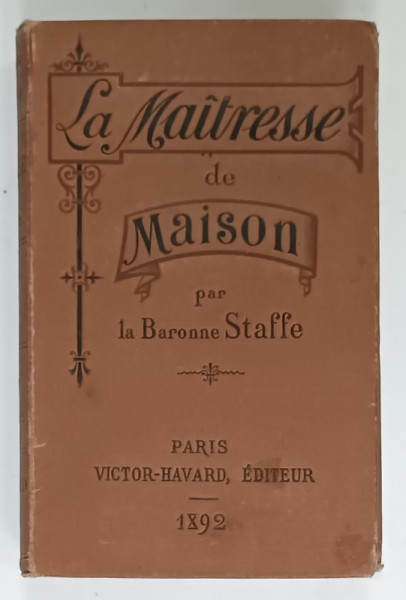 La Maîtresse
de
Maison
par
la Baronne Staffe
PARIS
VICTOR-HAVARD, ÉDITEUR
1892